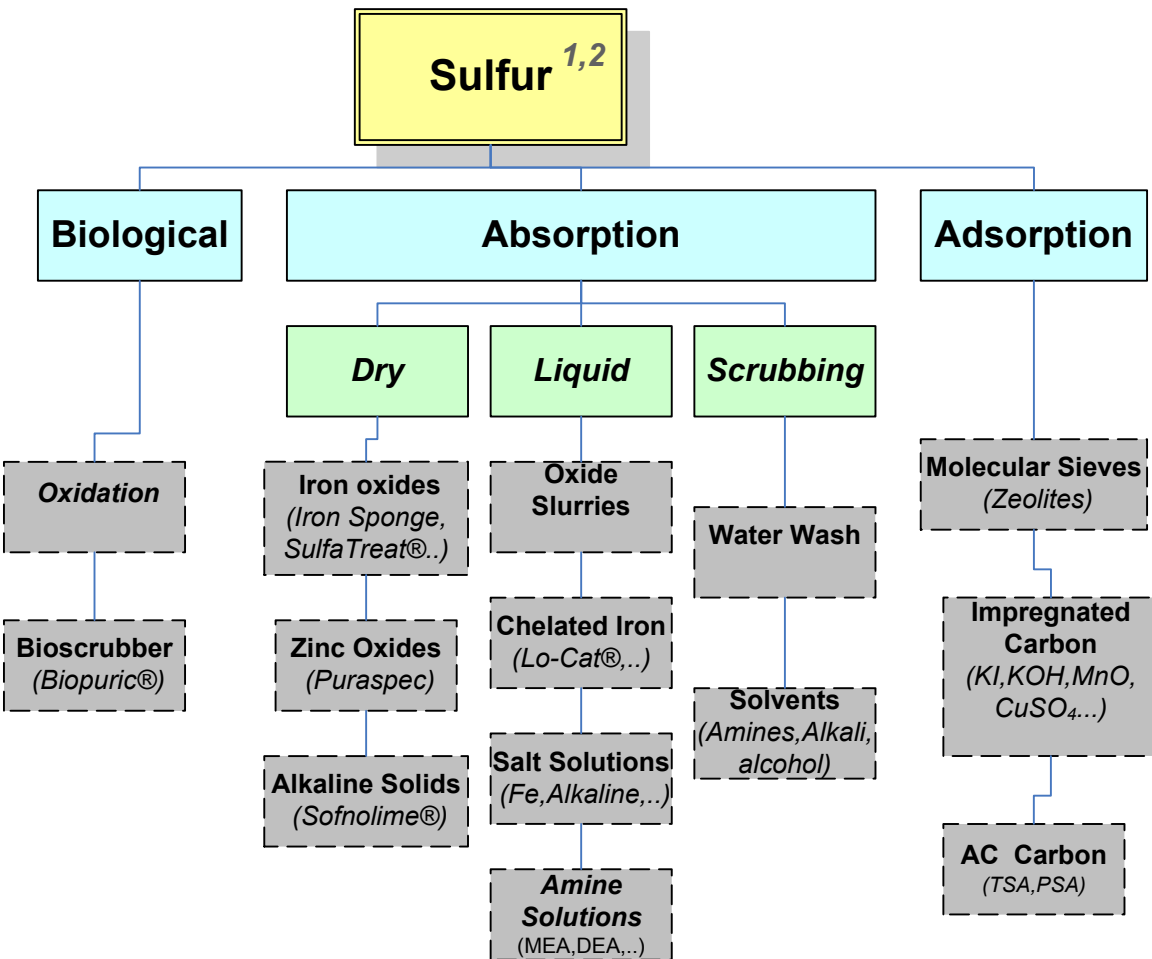 Sulfur 1,2
Biological
Absorption
Adsorption
Dry
Liquid
Scrubbing
Oxidation
Bioscrubber
(Biopuric®)
Iron oxides
(Iron Sponge,
SulfaTreat®..)
Zinc Oxides
(Puraspec)
Alkaline Solids
(Sofnolime®)
Oxide
Slurries
Chelated Iron
(Lo-Cat®,..)
Salt Solutions
(Fe,Alkaline,..)
Amine
Solutions
(MEA,DEA,..)
Water Wash
Solvents
(Amines,Alkali,
alcohol)
Molecular Sieves
(Zeolites)
Impregnated
Carbon
(KI,KOH,MnO,
CuSO₄...)
AC Carbon
(TSA,PSA)